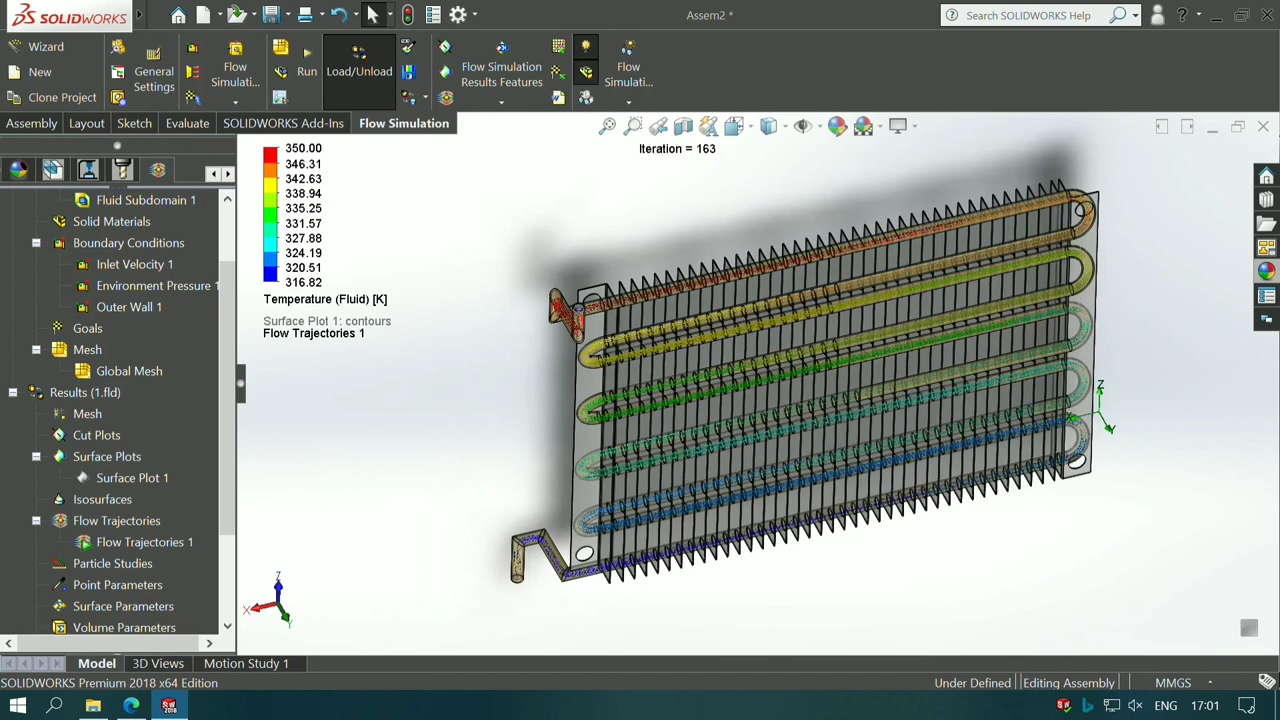 SOLIDWORKS
Assem2 *
Search SOLIDWORKS Help
Wizard
New
Clone Project
General
Settings
Flow
Simulati...
Run
Load/Unload
Flow Simulation
Results Features
Flow
Simulati...
Assembly
Layout
Sketch
Evaluate
SOLIDWORKS Add-Ins
Flow Simulation
Fluid Subdomain 1
Solid Materials
Boundary Conditions
Inlet Velocity 1
Environment Pressure 1
Outer Wall 1
Goals
Mesh
Global Mesh
Results (1.fld)
Mesh
Cut Plots
Surface Plots
Surface Plot 1
Isosurfaces
Flow Trajectories
Flow Trajectories 1
Particle Studies
Point Parameters
Surface Parameters
Volume Parameters
Iteration = 163
350.00
346.31
342.63
338.94
335.25
331.57
327.88
324.19
320.51
316.82
Temperature (Fluid) [K]
Surface Plot 1: contours
Flow Trajectories 1
Z
Y
Z
X
Y
Model
3D Views
Motion Study 1
SOLIDWORKS Premium 2018 x64 Edition
Under Defined
Editing Assembly
MMGS
SW
2018
ENG
17:01